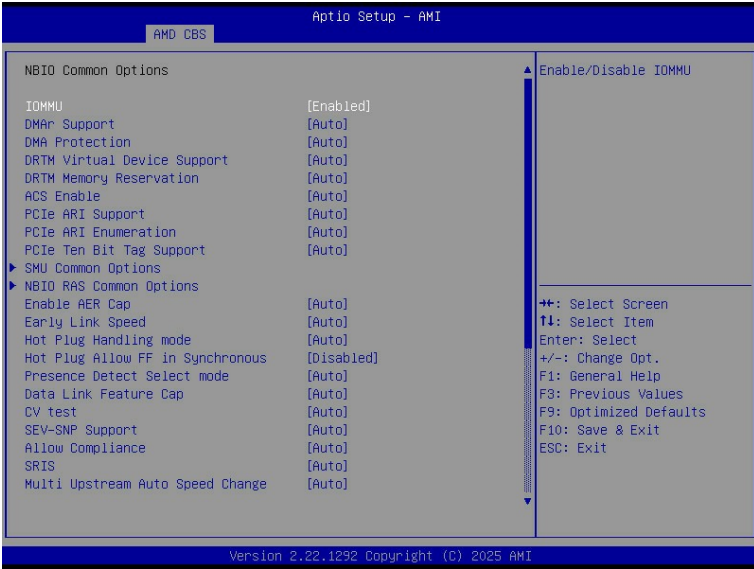 Aptio Setup - AMI
AMD CBS
NBIO Common Options
IOMMU [Enabled]
DMAr Support [Auto]
DMA Protection [Auto]
DRTM Virtual Device Support [Auto]
DRTM Memory Reservation [Auto]
ACS Enable [Auto]
PCIe ARI Support [Auto]
PCIe ARI Enumeration [Auto]
PCIe Ten Bit Tag Support [Auto]
SMU Common Options
NBIO RAS Common Options
Enable AER Cap [Auto]
Early Link Speed [Auto]
Hot Plug Handling mode [Auto]
Hot Plug Allow FF in Synchronous [Disabled]
Presence Detect Select mode [Auto]
Data Link Feature Cap [Auto]
CV test [Auto]
SEV-SNP Support [Auto]
Allow Compliance [Auto]
SRIS [Auto]
Multi Upstream Auto Speed Change [Auto]
Enable/Disable IOMMU
→←: Select Screen
↑↓: Select Item
Enter: Select
+/-: Change Opt.
F1: General Help
F3: Previous Values
F9: Optimized Defaults
F10: Save & Exit
ESC: Exit
Version 2.22.1292 Copyright (C) 2025 AMI